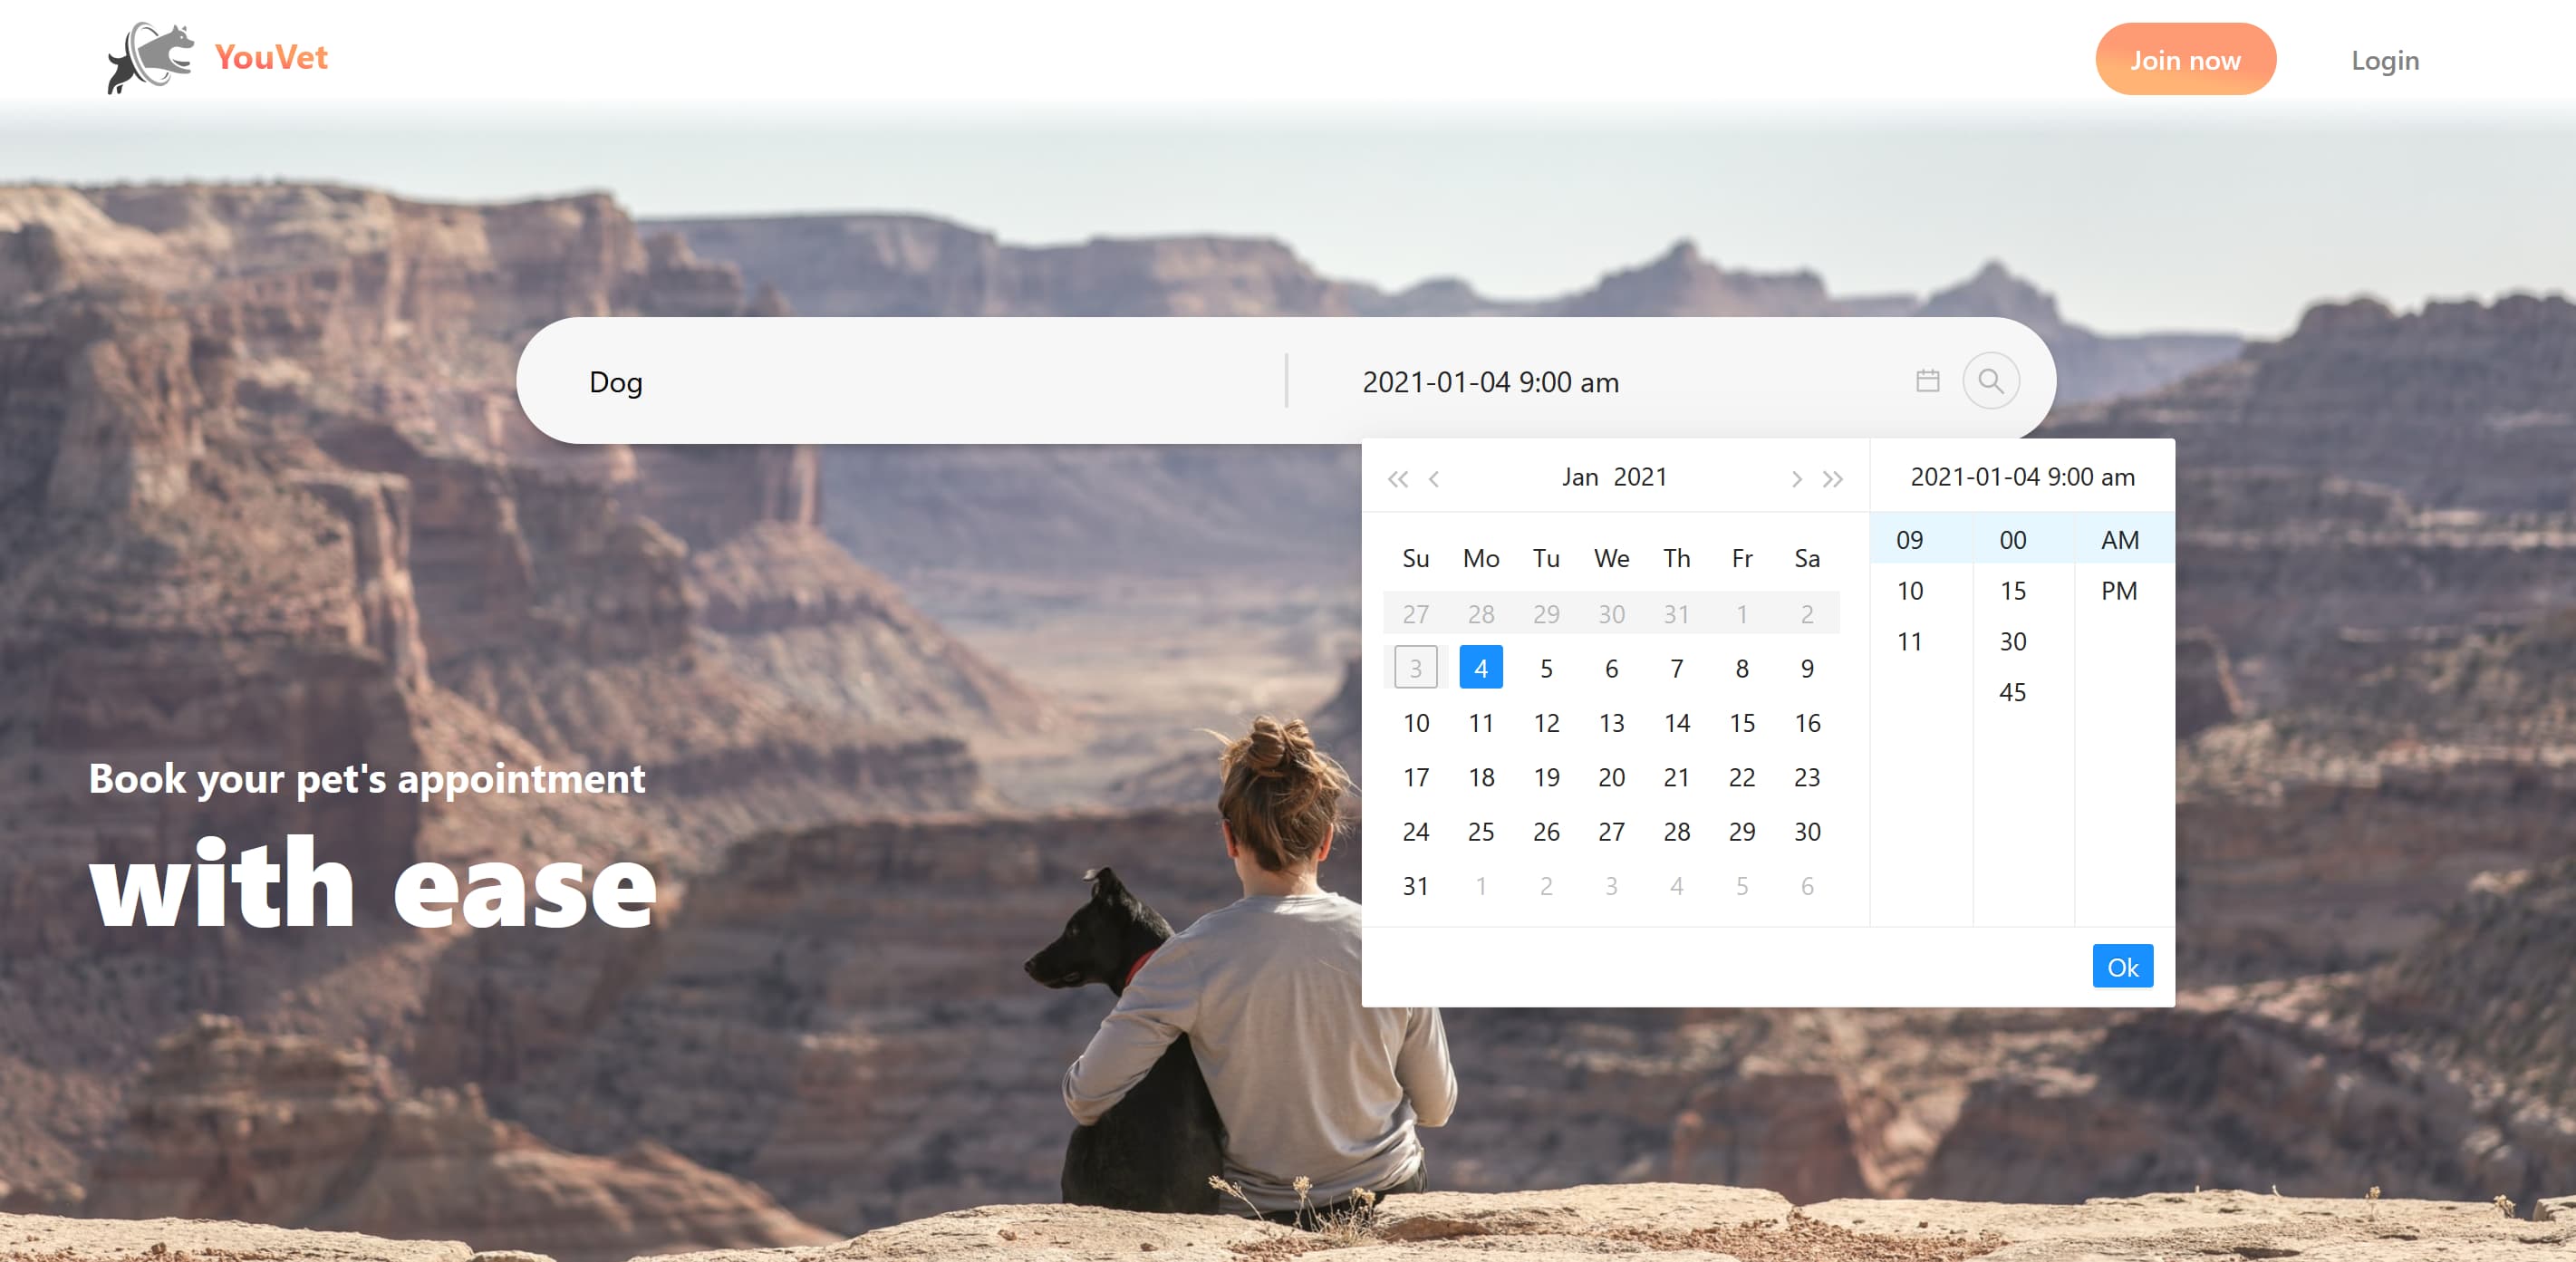 YouVet
Join now
Login
Dog
2021-01-04 9:00 am
Jan 2021
2021-01-04 9:00 am
Su Mo Tu We Th Fr Sa
27 28 29 30 31 1 2
3 4 5 6 7 8 9
10 11 12 13 14 15 16
17 18 19 20 21 22 23
24 25 26 27 28 29 30
31 1 2 3 4 5 6
09 00 AM
10 15 PM
11 30
45
Ok
Book your pet's appointment
with ease